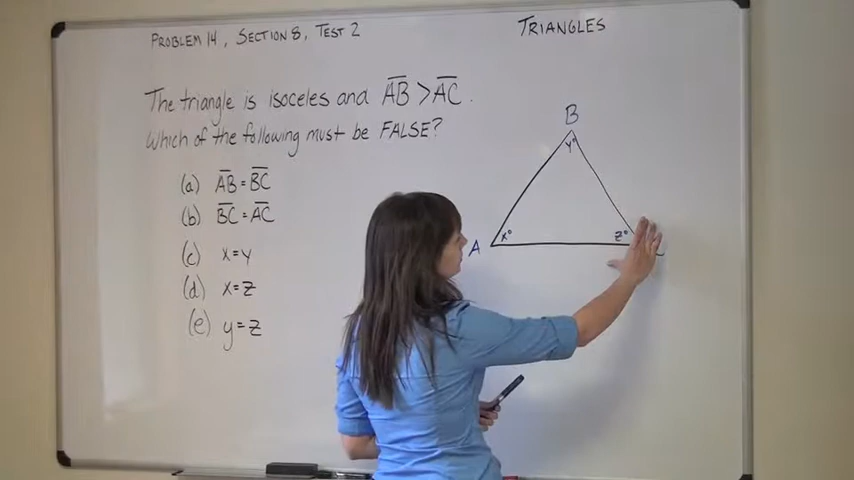 PROBLEM 14, SECTION 8, TEST 2
TRIANGLES
The triangle is isoceles and AB > AC.
Which of the following must be FALSE?
(a) AB = BC
(b) BC = AC
(c) x = y
(d) x = z
(e) y = z
B
y°
A
x°
z°